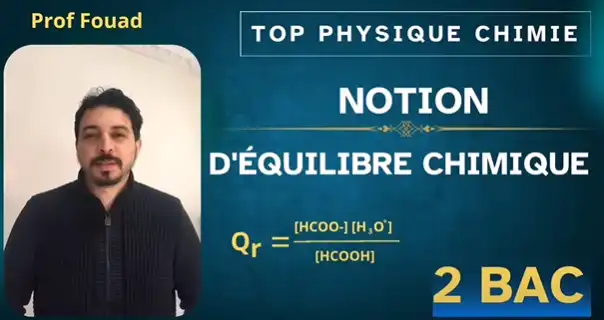 Prof Fouad
TOP PHYSIQUE CHIMIE
NOTION
D'ÉQUILIBRE CHIMIQUE
Qr = [HCOO-] [H₃O⁺] / [HCOOH]
2 BAC